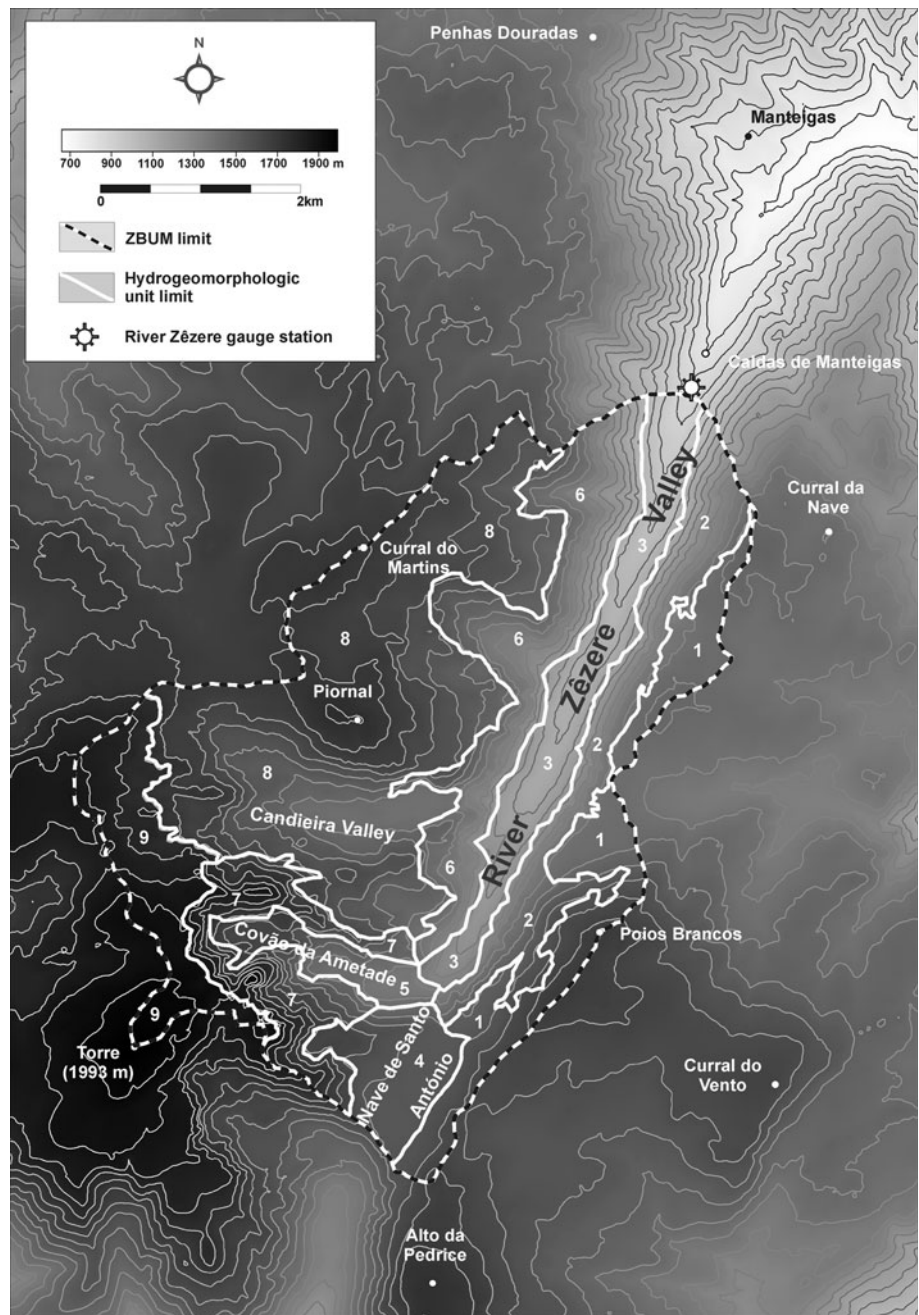 Penhas Douradas
N
Manteigas
700 900 1100 1300 1500 1700 1900 m
0 2km
ZBUM limit
Hydrogeomorphologic
unit limit
River Zêzere gauge station
Caldas de Manteigas
6
Valley
2
Curral da
Nave
8
Curral do
Martins
3
8
6
1
Zêzere
Piornal
2
8
3
Candieira Valley
9
1
River
6
7
2
Covão da Ametade
7
Poios Brancos
3
5
7
9
1
Torre
(1993 m)
Nave de Santo
António
4
Curral do
Vento
Alto da
Pedrice